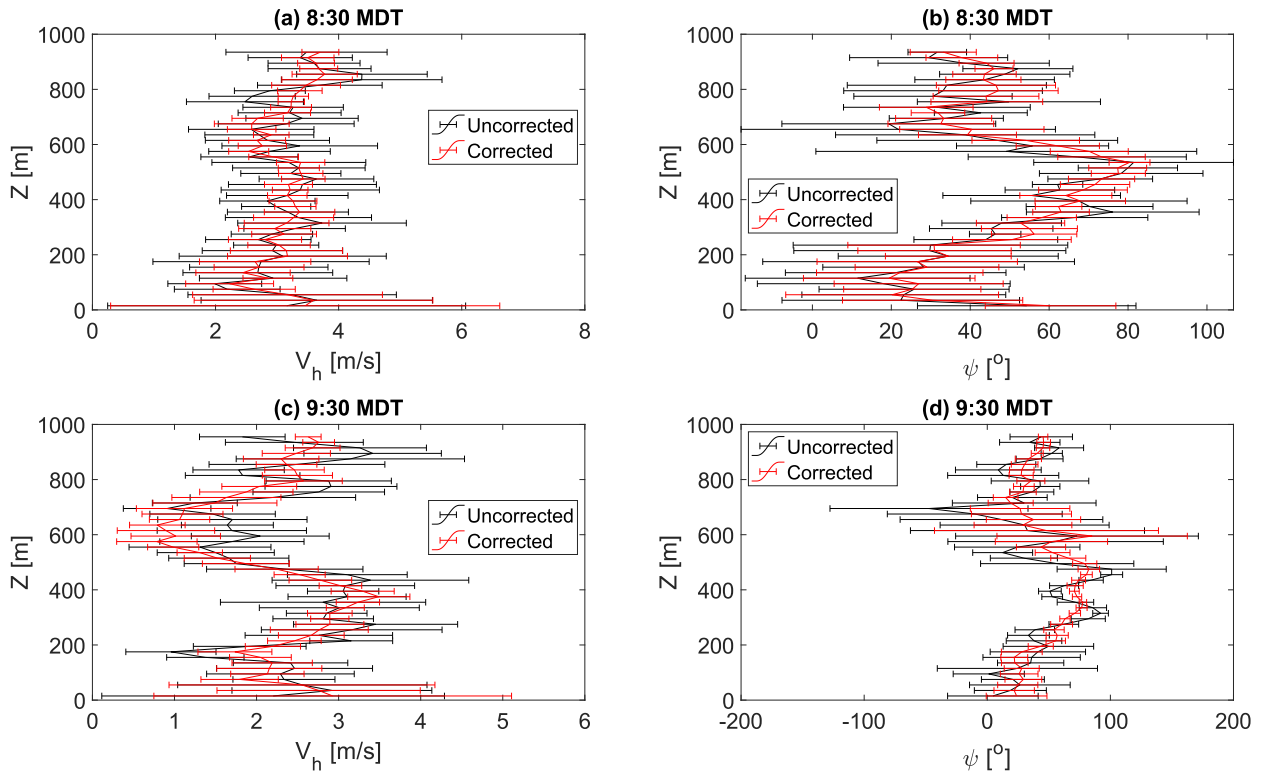 (a) 8:30 MDT
1000
800
600
400
200
0
Z [m]
0 2 4 6 8
V_h [m/s]
Uncorrected
Corrected
(b) 8:30 MDT
1000
800
600
400
200
0
Z [m]
0 20 40 60 80 100
ψ [°]
Uncorrected
Corrected
(c) 9:30 MDT
1000
800
600
400
200
0
Z [m]
0 1 2 3 4 5 6
V_h [m/s]
Uncorrected
Corrected
(d) 9:30 MDT
1000
800
600
400
200
0
Z [m]
-200 -100 0 100 200
ψ [°]
Uncorrected
Corrected